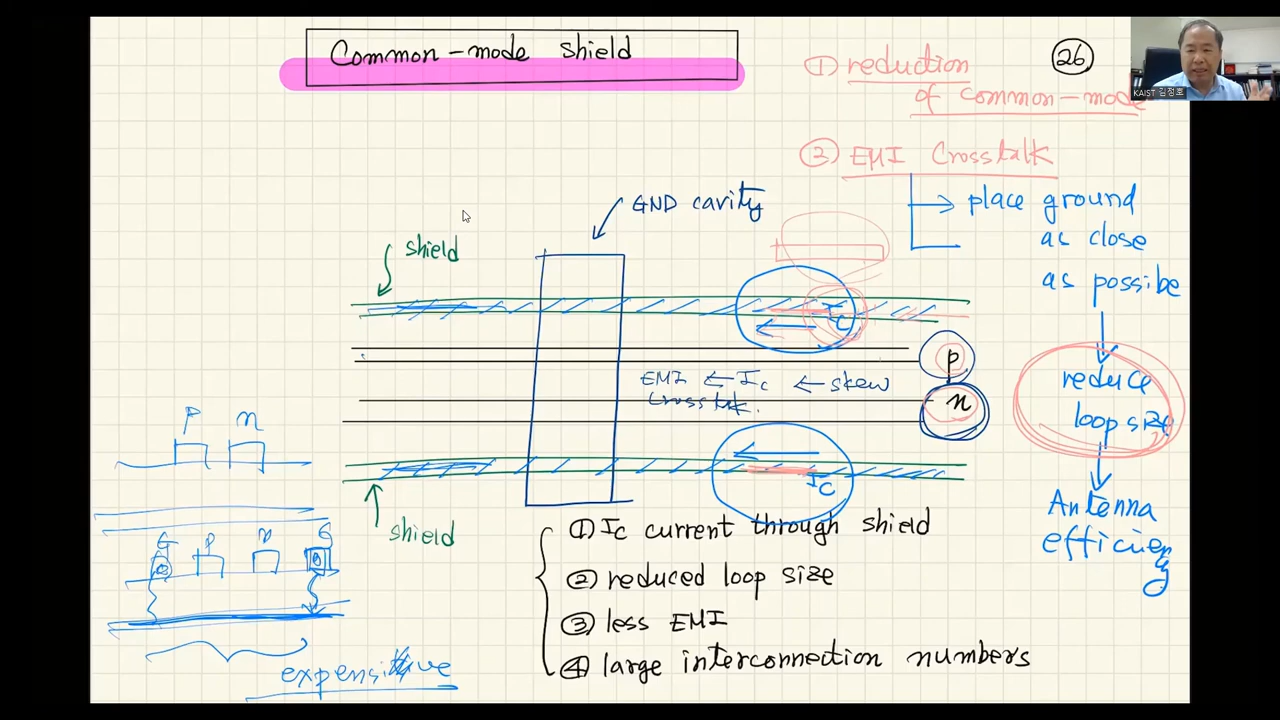 Common-mode shield
26
① reduction
of common-mode
② EMI Crosstalk
KAIST 김정호
place ground
as close
as possibe
reduce
loop size
Antenna
efficiency
GND cavity
shield
Ic
p
EMI ← Ic ← skew
Crosstalk.
n
Ic
shield
P n
G P n G
expensive
① Ic current through shield
② reduced loop size
③ less EMI
④ large interconnection numbers